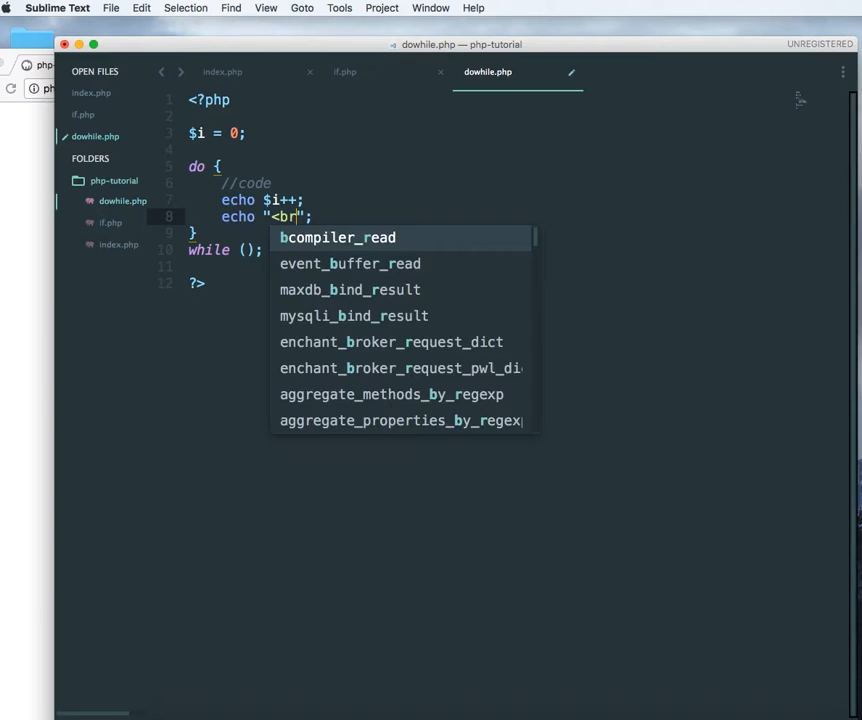 Sublime Text File Edit Selection Find View Goto Tools Project Window Help
dowhile.php — php-tutorial UNREGISTERED
php-
ph
OPEN FILES
index.php
if.php
dowhile.php
FOLDERS
php-tutorial
dowhile.php
if.php
index.php
index.php if.php dowhile.php
1 <?php
2
3 $i = 0;
4
5 do {
6 //code
7 echo $i++;
8 echo "<br";
9 }
10 while ();
11
12 ?>
bcompiler_read
event_buffer_read
maxdb_bind_result
mysqli_bind_result
enchant_broker_request_dict
enchant_broker_request_pwl_di
aggregate_methods_by_regexp
aggregate_properties_by_regexp